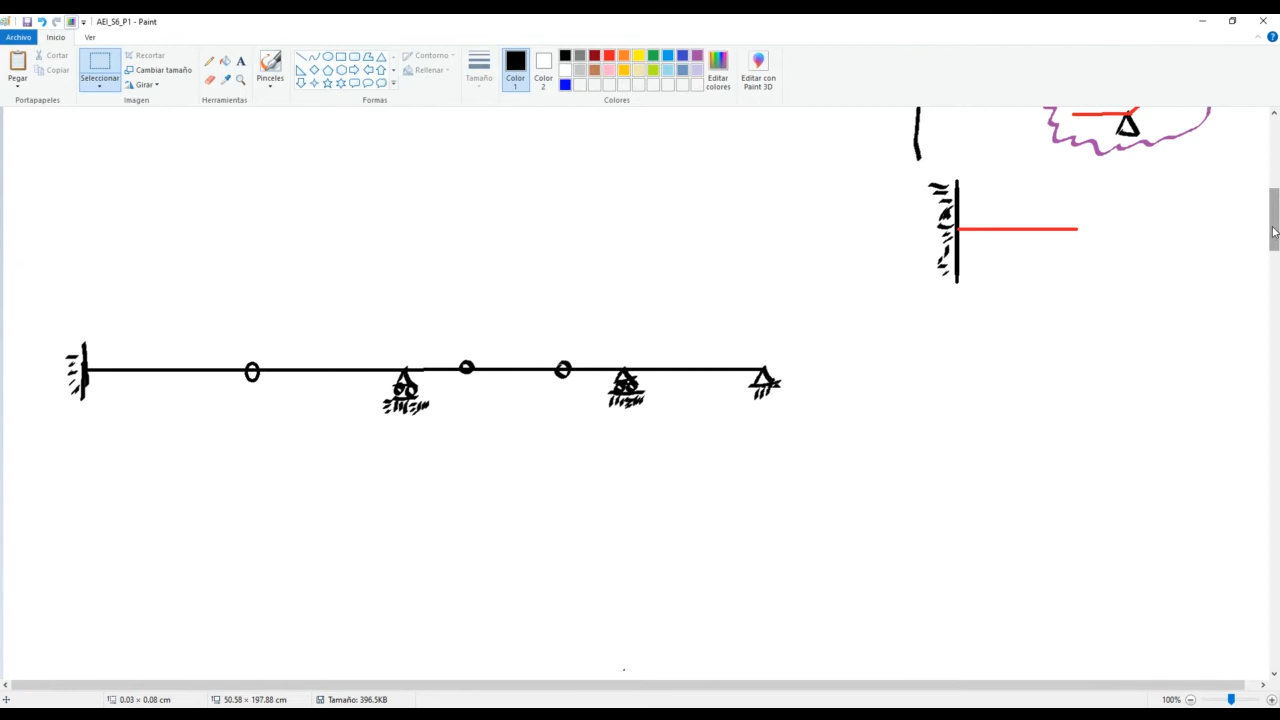 AEI_S6_P1 - Paint
Archivo
Inicio
Ver
Pegar
Cortar
Copiar
Portapapeles
Seleccionar
Recortar
Cambiar tamaño
Girar
Imagen
A
Herramientas
Pinceles
Contorno
Rellenar
Formas
Tamaño
Color
1
Color
2
Editar
colores
Editar con
Paint 3D
Colores
0.03 × 0.08 cm
50.58 × 197.88 cm
Tamaño: 396.5KB
100%